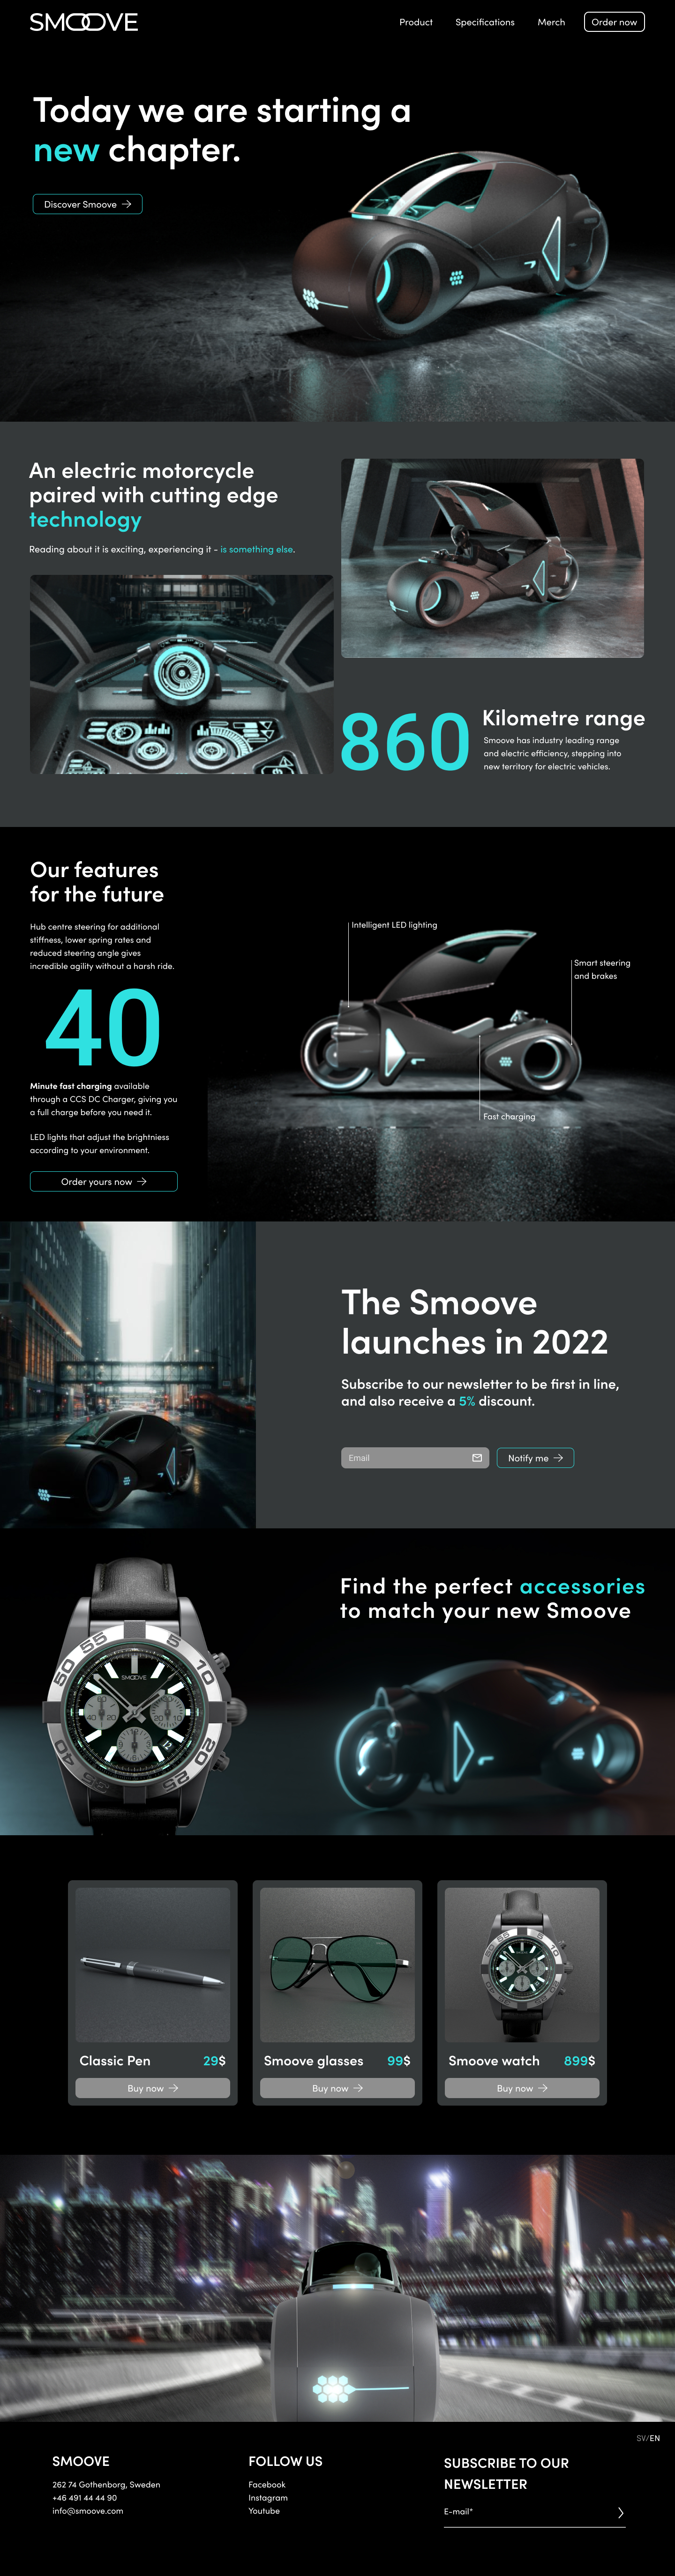 SMOOVE
Product
Specifications
Merch
Order now
Today we are starting a
new chapter.
Discover Smoove
An electric motorcycle
paired with cutting edge
technology
Reading about it is exciting, experiencing it - is something else.
860
Kilometre range
Smoove has industry leading range
and electric efficiency, stepping into
new territory for electric vehicles.
Our features
for the future
Hub centre steering for additional
stiffness, lower spring rates and
reduced steering angle gives
incredible agility without a harsh ride.
40
Minute fast charging available
through a CCS DC Charger, giving you
a full charge before you need it.
LED lights that adjust the brightniess
according to your environment.
Order yours now
Intelligent LED lighting
Smart steering
and brakes
Fast charging
The Smoove
launches in 2022
Subscribe to our newsletter to be first in line,
and also receive a 5% discount.
Email
Notify me
Find the perfect accessories
to match your new Smoove
SMOOVE
55
5
50
10
40
20
35
25
Classic Pen
29$
Buy now
Smoove glasses
99$
Buy now
Smoove watch
899$
Buy now
SV/EN
SMOOVE
262 74 Gothenborg, Sweden
+46 491 44 44 90
info@smoove.com
FOLLOW US
Facebook
Instagram
Youtube
SUBSCRIBE TO OUR
NEWSLETTER
E-mail*